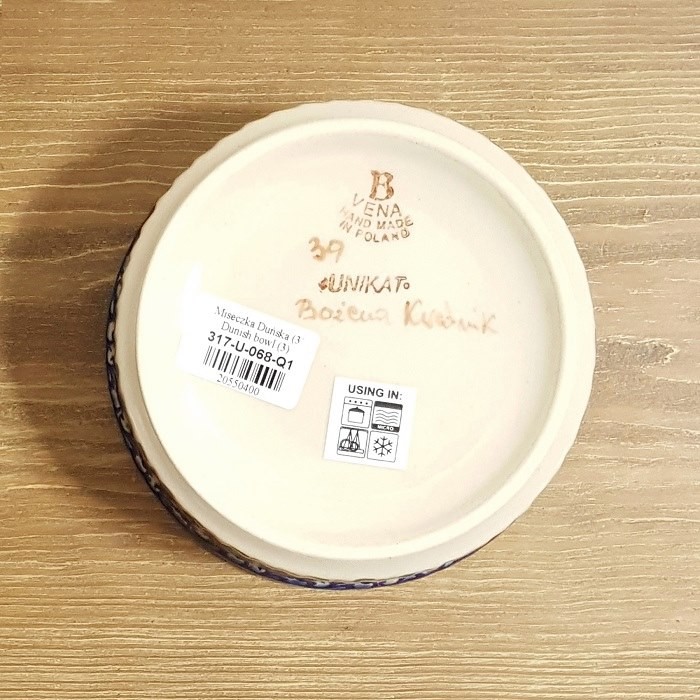 B
VENA
HAND MADE
IN POLAND
39
UNIKAT
Bożena
Miseczka Duńska (3
Dunish bowl (3)
317-U-068-Q1
20550400
USING IN:
MICRO